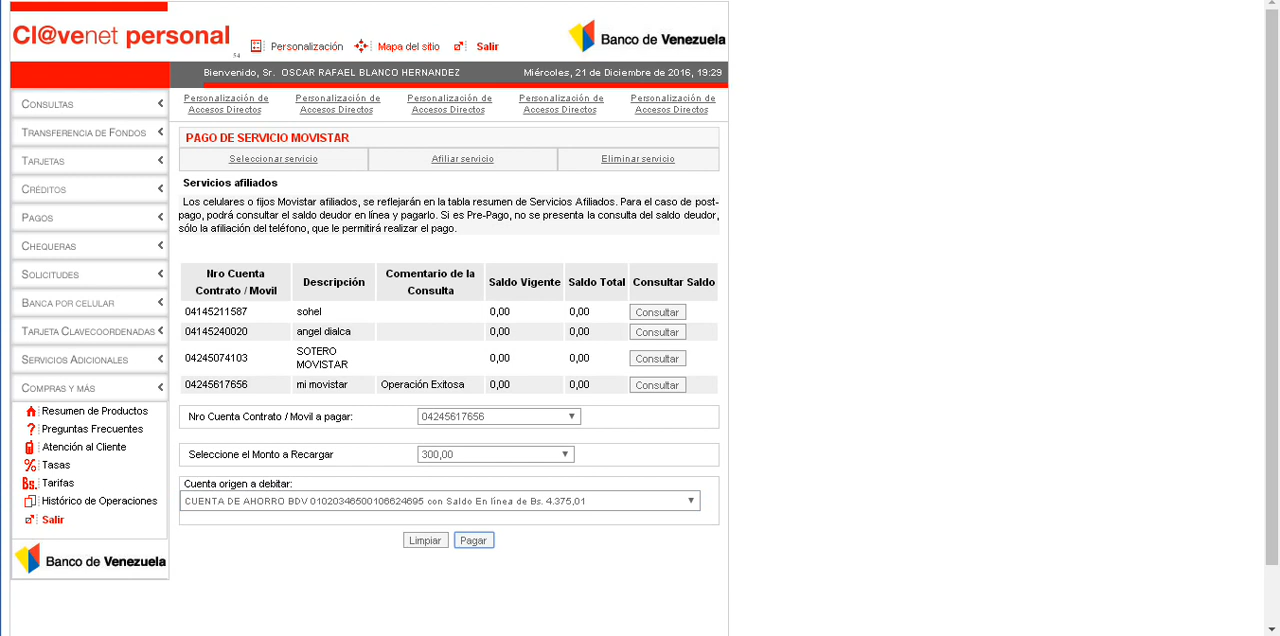 Cl@venet personal
54
Personalización
Mapa del sitio
Salir
Banco de Venezuela
Bienvenido, Sr. OSCAR RAFAEL BLANCO HERNANDEZ
Miércoles, 21 de Diciembre de 2016, 19:29
CONSULTAS
TRANSFERENCIA DE FONDOS
TARJETAS
CRÉDITOS
PAGOS
CHEQUERAS
SOLICITUDES
BANCA POR CELULAR
TARJETA CLAVECOORDENADAS
SERVICIOS ADICIONALES
COMPRAS Y MÁS
Resumen de Productos
Preguntas Frecuentes
Atención al Cliente
Tasas
Bs. Tarifas
Histórico de Operaciones
Salir
Banco de Venezuela
Personalización de Accesos Directos
Personalización de Accesos Directos
Personalización de Accesos Directos
Personalización de Accesos Directos
Personalización de Accesos Directos
PAGO DE SERVICIO MOVISTAR
Seleccionar servicio
Afiliar servicio
Eliminar servicio
Servicios afiliados
Los celulares o fijos Movistar afiliados, se reflejarán en la tabla resumen de Servicios Afiliados. Para el caso de post-
pago, podrá consultar el saldo deudor en línea y pagarlo. Si es Pre-Pago, no se presenta la consulta del saldo deudor,
sólo la afiliación del teléfono, que le permitirá realizar el pago.
Nro Cuenta Contrato / Movil
Descripción
Comentario de la Consulta
Saldo Vigente
Saldo Total
Consultar Saldo
04145211587 sohel 0,00 0,00 Consultar
04145240020 angel dialca 0,00 0,00 Consultar
04245074103 SOTERO MOVISTAR 0,00 0,00 Consultar
04245617656 mi movistar Operación Exitosa 0,00 0,00 Consultar
Nro Cuenta Contrato / Movil a pagar: 04245617656
Seleccione el Monto a Recargar 300,00
Cuenta origen a debitar:
CUENTA DE AHORRO BDV 01020346500106624695 con Saldo En línea de Bs. 4.375,01
Limpiar
Pagar